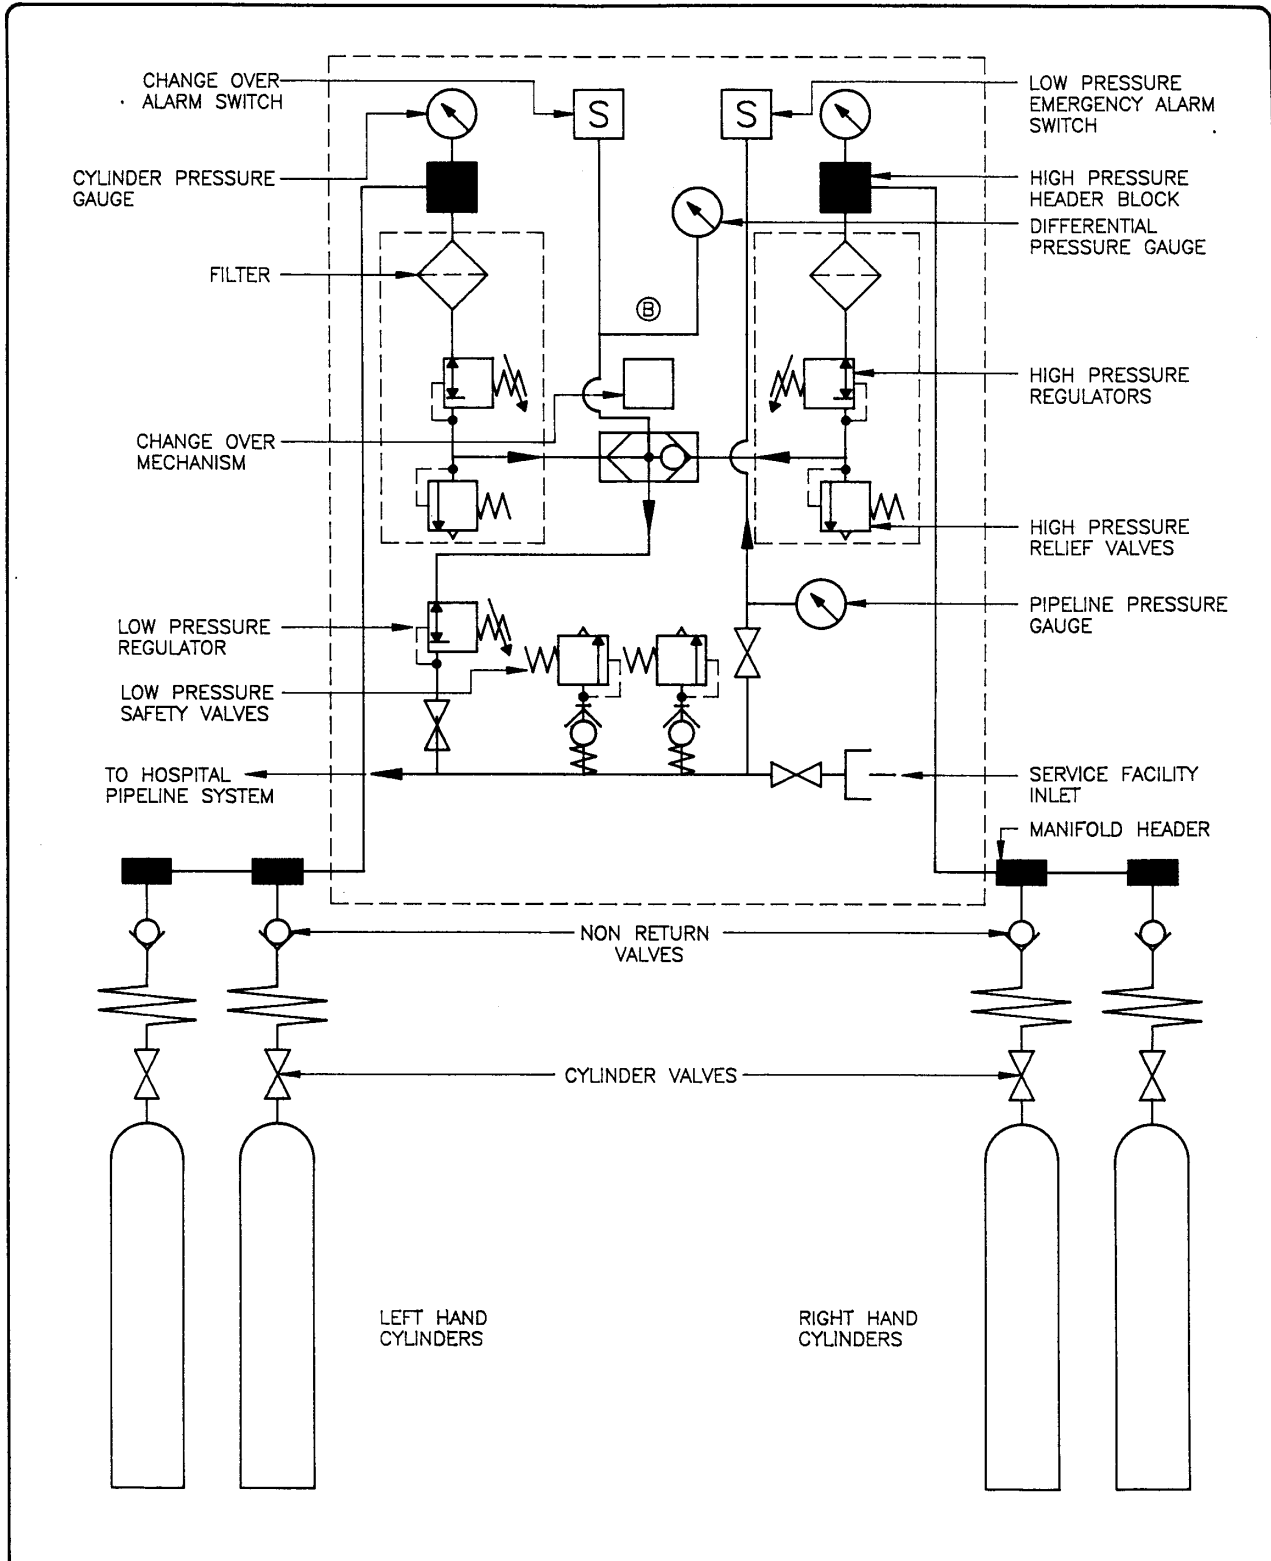 CHANGE OVER
ALARM SWITCH
S
S
LOW PRESSURE
EMERGENCY ALARM
SWITCH
CYLINDER PRESSURE
GAUGE
HIGH PRESSURE
HEADER BLOCK
DIFFERENTIAL
PRESSURE GAUGE
FILTER
B
HIGH PRESSURE
REGULATORS
CHANGE OVER
MECHANISM
HIGH PRESSURE
RELIEF VALVES
LOW PRESSURE
REGULATOR
PIPELINE PRESSURE
GAUGE
LOW PRESSURE
SAFETY VALVES
TO HOSPITAL
PIPELINE SYSTEM
SERVICE FACILITY
INLET
MANIFOLD HEADER
NON RETURN
VALVES
CYLINDER VALVES
LEFT HAND
CYLINDERS
RIGHT HAND
CYLINDERS